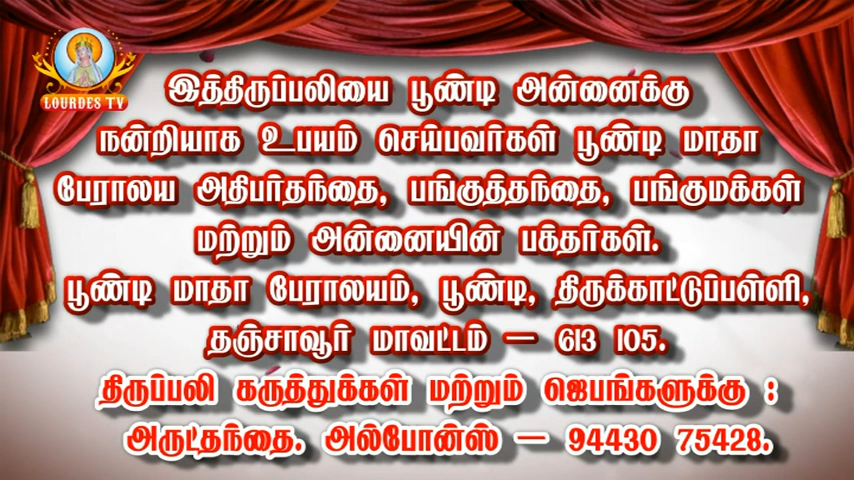 LOURDES TV
இத்திருப்பலியை பூண்டி அன்னைக்கு
நன்றியாக உபயம் செய்பவர்கள் பூண்டி மாதா
பேராலய அதிபர்தந்தை, பங்குத்தந்தை, பங்குமக்கள்
மற்றும் அன்னையின் பக்தர்கள்.
பூண்டி மாதா பேராலயம், பூண்டி, திருக்காட்டுப்பள்ளி,
தஞ்சாவூர் மாவட்டம் – 613 105.
திருப்பலி கருத்துக்கள் மற்றும் ஜெபங்களுக்கு :
அருட்தந்தை. அல்போன்ஸ் – 94430 75428.